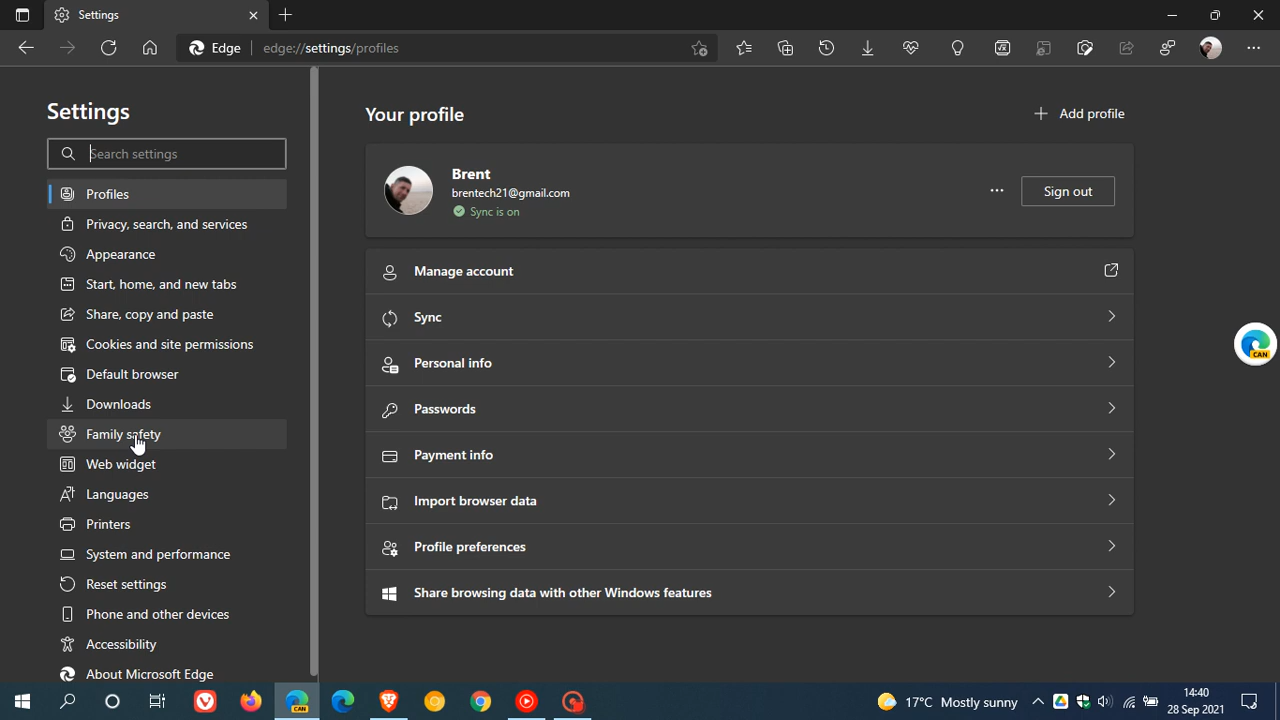 Settings
Edge
edge://settings/profiles
Settings
Search settings
Profiles
Privacy, search, and services
Appearance
Start, home, and new tabs
Share, copy and paste
Cookies and site permissions
Default browser
Downloads
Family safety
Web widget
Languages
Printers
System and performance
Reset settings
Phone and other devices
Accessibility
About Microsoft Edge
Your profile
Add profile
Brent
brentech21@gmail.com
Sync is on
Sign out
Manage account
Sync
Personal info
Passwords
Payment info
Import browser data
Profile preferences
Share browsing data with other Windows features
CAN
CAN
17°C Mostly sunny
14:40
28 Sep 2021